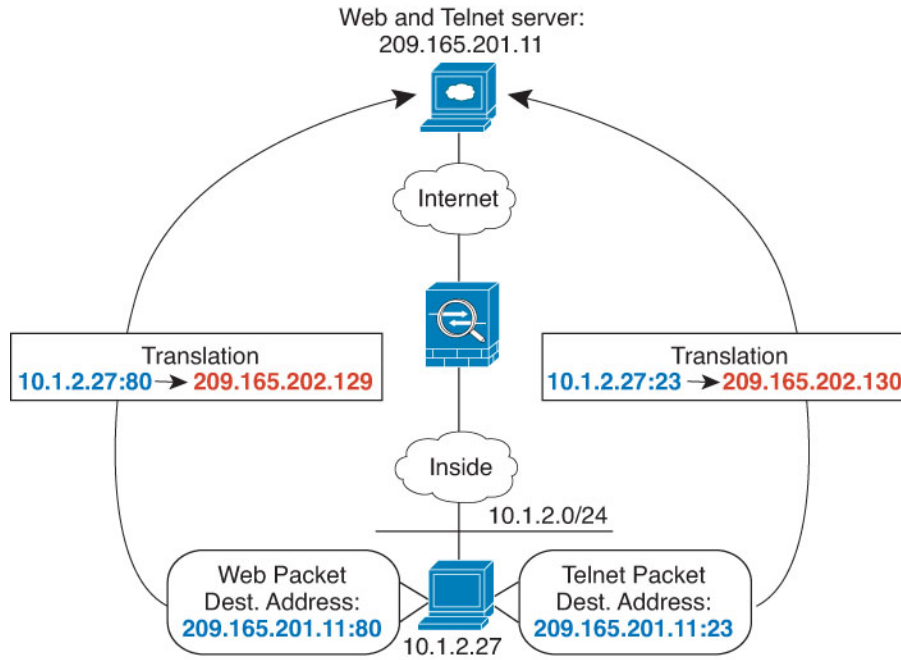 Web and Telnet server:
209.165.201.11
Internet
Translation
10.1.2.27:80 209.165.202.129
Translation
10.1.2.27:23 209.165.202.130
Inside
10.1.2.0/24
Web Packet
Dest. Address:
209.165.201.11:80
10.1.2.27
Telnet Packet
Dest. Address:
209.165.201.11:23